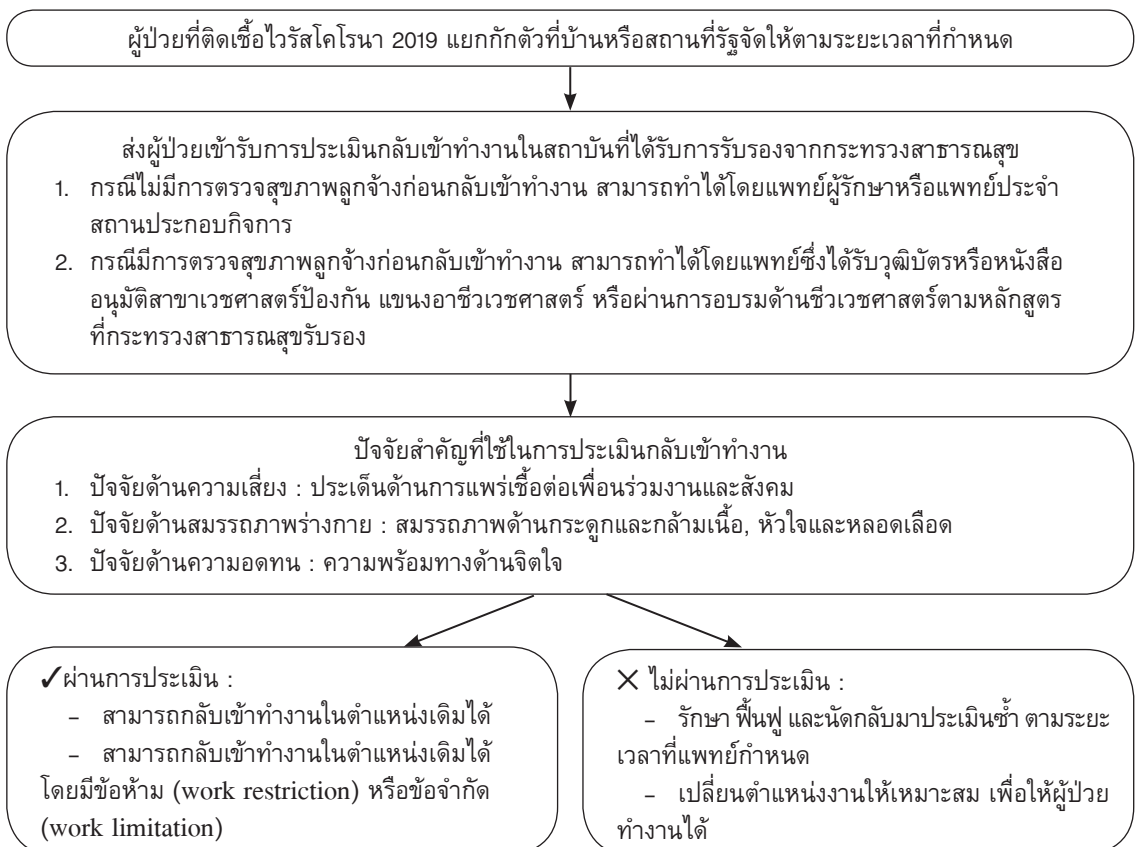 ผู้ป่วยที่ติดเชื้อไวรัสโคโรนา 2019 แยกกักตัวที่บ้านหรือสถานที่รัฐจัดให้ตามระยะเวลาที่กำหนด
ส่งผู้ป่วยเข้ารับการประเมินกลับเข้าทำงานในสถาบันที่ได้รับการรับรองจากกระทรวงสาธารณสุข
1. กรณีไม่มีการตรวจสุขภาพลูกจ้างก่อนกลับเข้าทำงาน สามารถทำได้โดยแพทย์ผู้รักษาหรือแพทย์ประจำ
สถานประกอบกิจการ
2. กรณีมีการตรวจสุขภาพลูกจ้างก่อนกลับเข้าทำงาน สามารถทำได้โดยแพทย์ซึ่งได้รับวุฒิบัตรหรือหนังสือ
อนุมัติสาขาเวชศาสตร์ป้องกัน แขนงอาชีวเวชศาสตร์ หรือผ่านการอบรมด้านชีวเวชศาสตร์ตามหลักสูตร
ที่กระทรวงสาธารณสุขรับรอง
ปัจจัยสำคัญที่ใช้ในการประเมินกลับเข้าทำงาน
1. ปัจจัยด้านความเสี่ยง : ประเด็นด้านการแพร่เชื้อต่อเพื่อนร่วมงานและสังคม
2. ปัจจัยด้านสมรรถภาพร่างกาย : สมรรถภาพด้านกระดูกและกล้ามเนื้อ, หัวใจและหลอดเลือด
3. ปัจจัยด้านความอดทน : ความพร้อมทางด้านจิตใจ
✓ผ่านการประเมิน :
– สามารถกลับเข้าทำงานในตำแหน่งเดิมได้
– สามารถกลับเข้าทำงานในตำแหน่งเดิมได้
โดยมีข้อห้าม (work restriction) หรือข้อจำกัด
(work limitation)
✕ ไม่ผ่านการประเมิน :
– รักษา ฟื้นฟู และนัดกลับมาประเมินซ้ำ ตามระยะ
เวลาที่แพทย์กำหนด
– เปลี่ยนตำแหน่งงานให้เหมาะสม เพื่อให้ผู้ป่วย
ทำงานได้